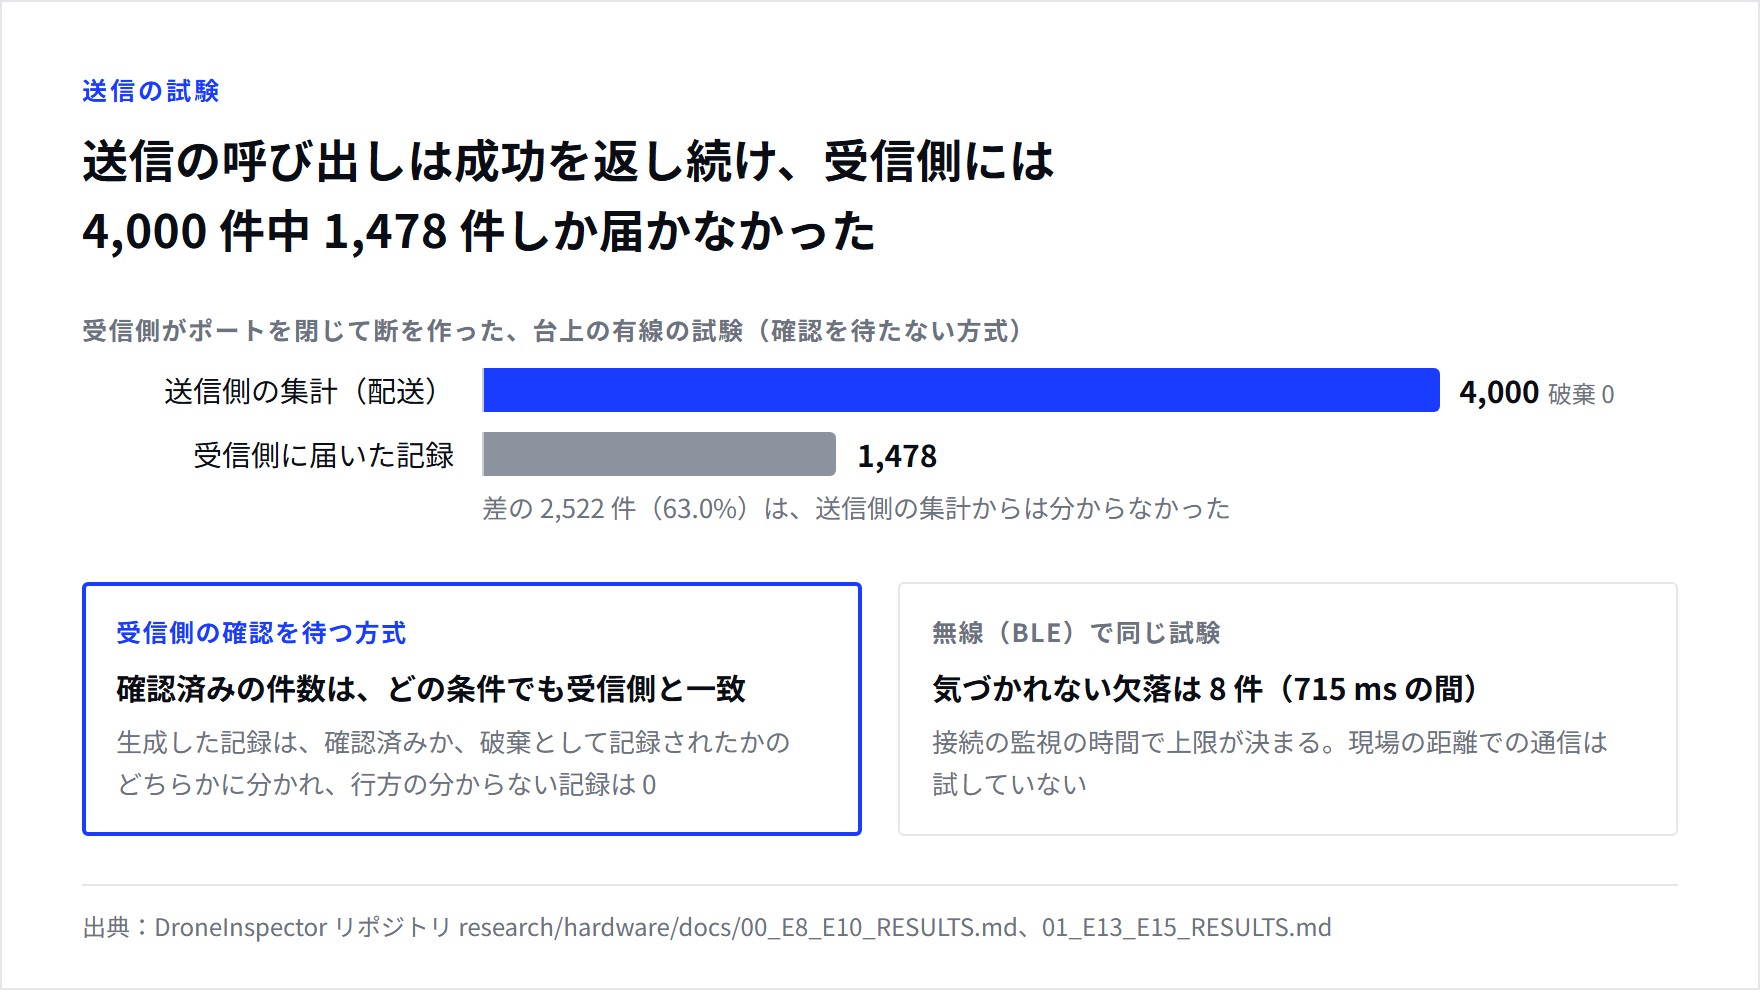 送信の試験
送信の呼び出しは成功を返し続け、受信側には
4,000 件中 1,478 件しか届かなかった
受信側がポートを閉じて断を作った、台上の有線の試験（確認を待たない方式）
送信側の集計（配送） 4,000 破棄 0
受信側に届いた記録 1,478
差の 2,522 件（63.0%）は、送信側の集計からは分からなかった
受信側の確認を待つ方式
確認済みの件数は、どの条件でも受信側と一致
生成した記録は、確認済みか、破棄として記録されたかの
どちらかに分かれ、行方の分からない記録は 0
無線（BLE）で同じ試験
気づかれない欠落は 8 件（715 ms の間）
接続の監視の時間で上限が決まる。現場の距離での通信は
試していない
出典：DroneInspector リポジトリ research/hardware/docs/00_E8_E10_RESULTS.md、01_E13_E15_RESULTS.md